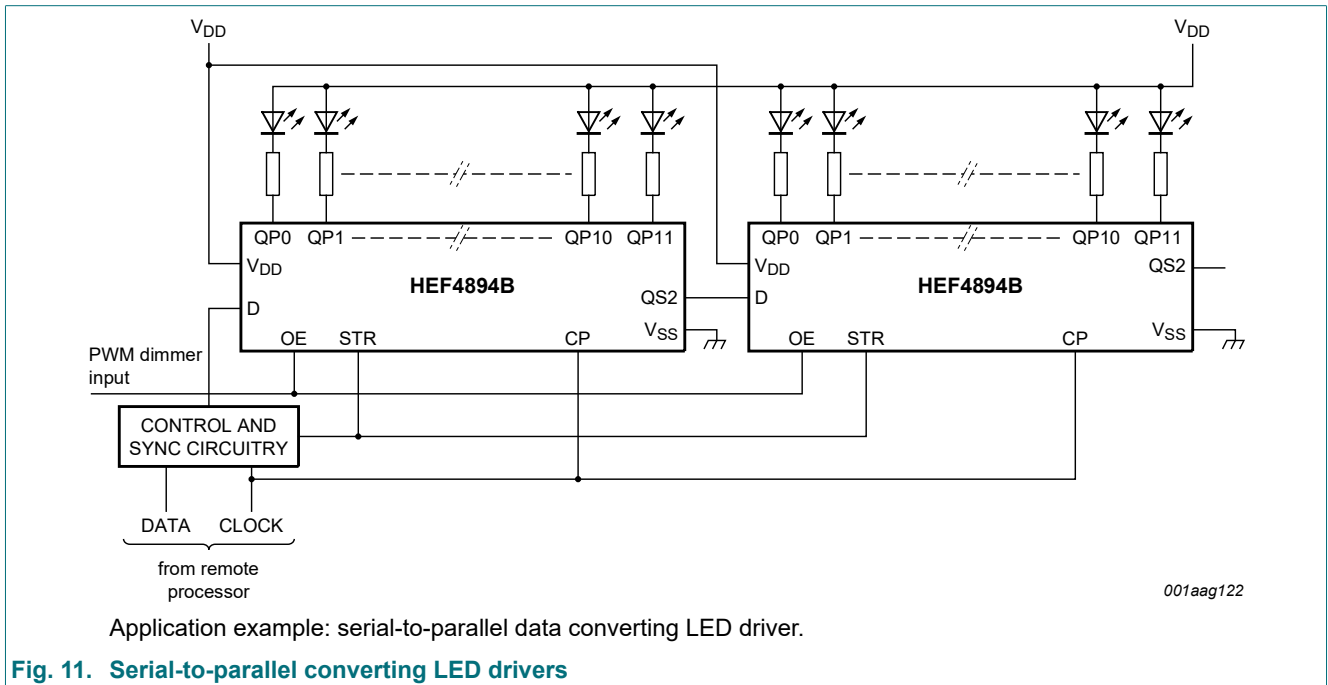 VDD VDD
QP0 QP1 QP10 QP11 QP0 QP1 QP10 QP11
VDD VDD QS2
HEF4894B HEF4894B
D QS2 D
VSS VSS
OE STR CP OE STR CP
PWM dimmer
input
CONTROL AND
SYNC CIRCUITRY
DATA CLOCK
from remote
processor
001aag122
Application example: serial-to-parallel data converting LED driver.
Fig. 11. Serial-to-parallel converting LED drivers